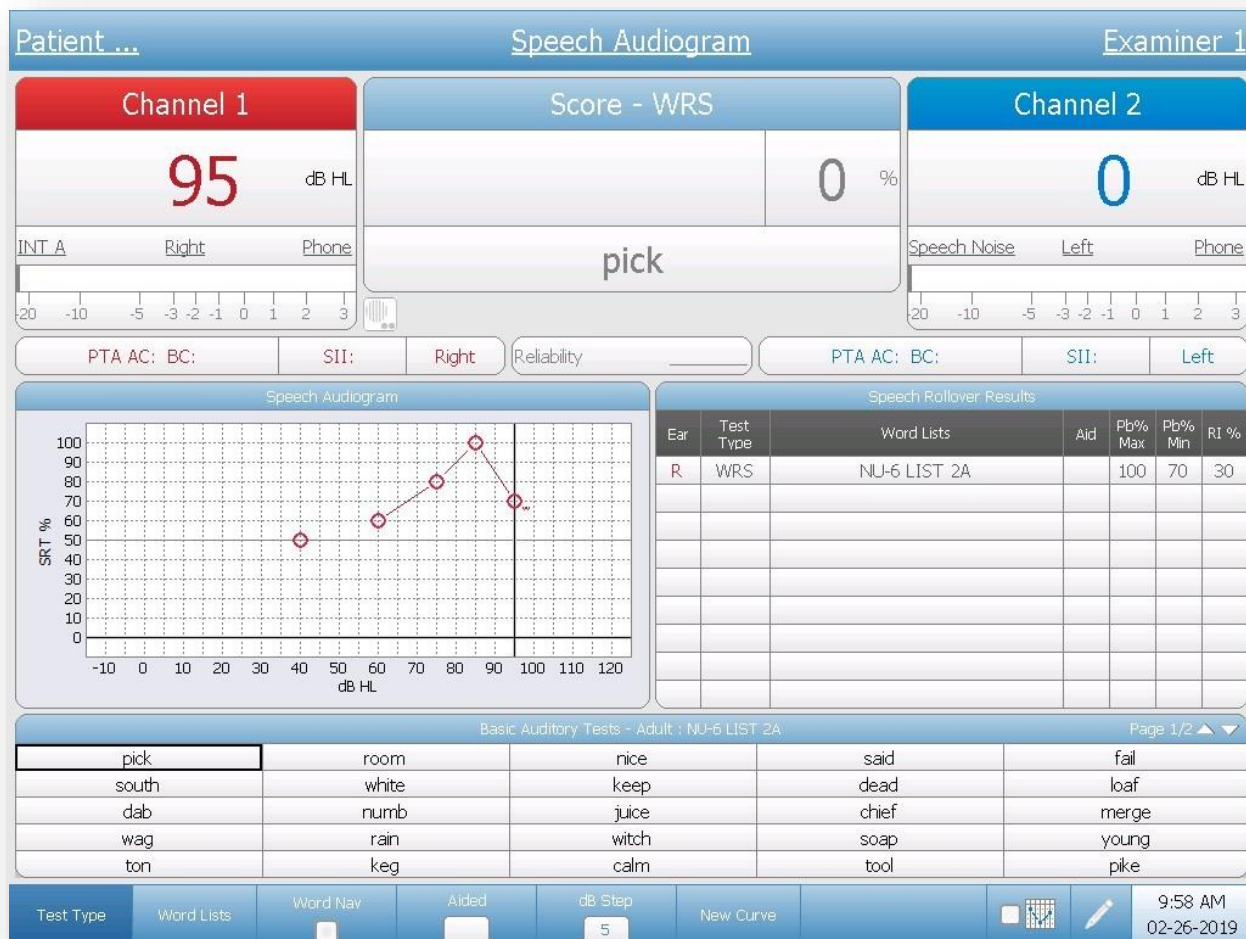 Patient ... Speech Audiogram Examiner 1
Channel 1 Score - WRS Channel 2
95 dB HL 0 % 0 dB HL
INT A Right Phone pick Speech Noise Left Phone
-20 -10 -5 -3 -2 -1 0 1 2 3 -20 -10 -5 -3 -2 -1 0 1 2 3
PTA AC: BC: SII: Right Reliability PTA AC: BC: SII: Left
Speech Audiogram
SRT %
100
90
80
70
60
50
40
30
20
10
0
-10 0 10 20 30 40 50 60 70 80 90 100 110 120
dB HL
Speech Rollover Results
Ear Test Type Word Lists Aid Pb% Max Pb% Min RI %
R WRS NU-6 LIST 2A 100 70 30
Basic Auditory Tests - Adult : NU-6 LIST 2A Page 1/2
pick room nice said fail
south white keep dead loaf
dab numb juice chief merge
wag rain witch soap young
ton keg calm tool pike
Test Type Word Lists Word Nav Aided dB Step New Curve
5
9:58 AM
02-26-2019